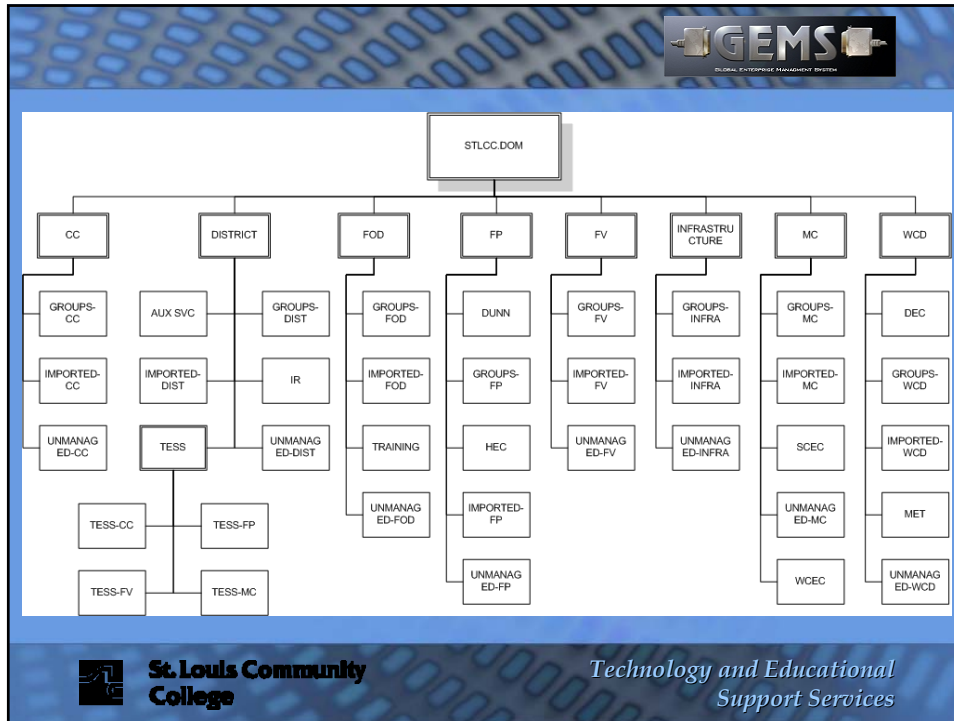 GEMS
GLOBAL ENTERPRISE MANAGMENT SYSTEM
STLCC.DOM
CC
DISTRICT
FOD
FP
FV
INFRASTRU
CTURE
MC
WCD
GROUPS-
CC
AUX SVC
GROUPS-
DIST
GROUPS-
FOD
DUNN
GROUPS-
FV
GROUPS-
INFRA
GROUPS-
MC
DEC
IMPORTED-
CC
IMPORTED-
DIST
IR
IMPORTED-
FOD
GROUPS-
FP
IMPORTED-
FV
IMPORTED-
INFRA
IMPORTED-
MC
GROUPS-
WCD
UNMANAG
ED-CC
TESS
UNMANAG
ED-DIST
TRAINING
HEC
UNMANAG
ED-FV
UNMANAG
ED-INFRA
SCEC
IMPORTED-
WCD
TESS-CC
TESS-FP
UNMANAG
ED-FOD
IMPORTED-
FP
UNMANAG
ED-MC
MET
TESS-FV
TESS-MC
UNMANAG
ED-FP
WCEC
UNMANAG
ED-WCD
St. Louis Community
College
Technology and Educational
Support Services